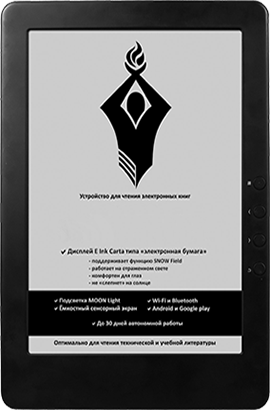 Устройство для чтения электронных книг
✓ Дисплей E Ink Carta типа «электронная бумага»
- поддерживает функцию SNOW Field
- работает на отраженном свете
- комфортен для глаз
- не «слепнет» на солнце
✓ Подсветка MOON Light ✓ Wi-Fi и Bluetooth
✓ Ёмкостный сенсорный экран ✓ Android и Google play
✓ До 30 дней автономной работы
Оптимально для чтения технической и учебной литературы